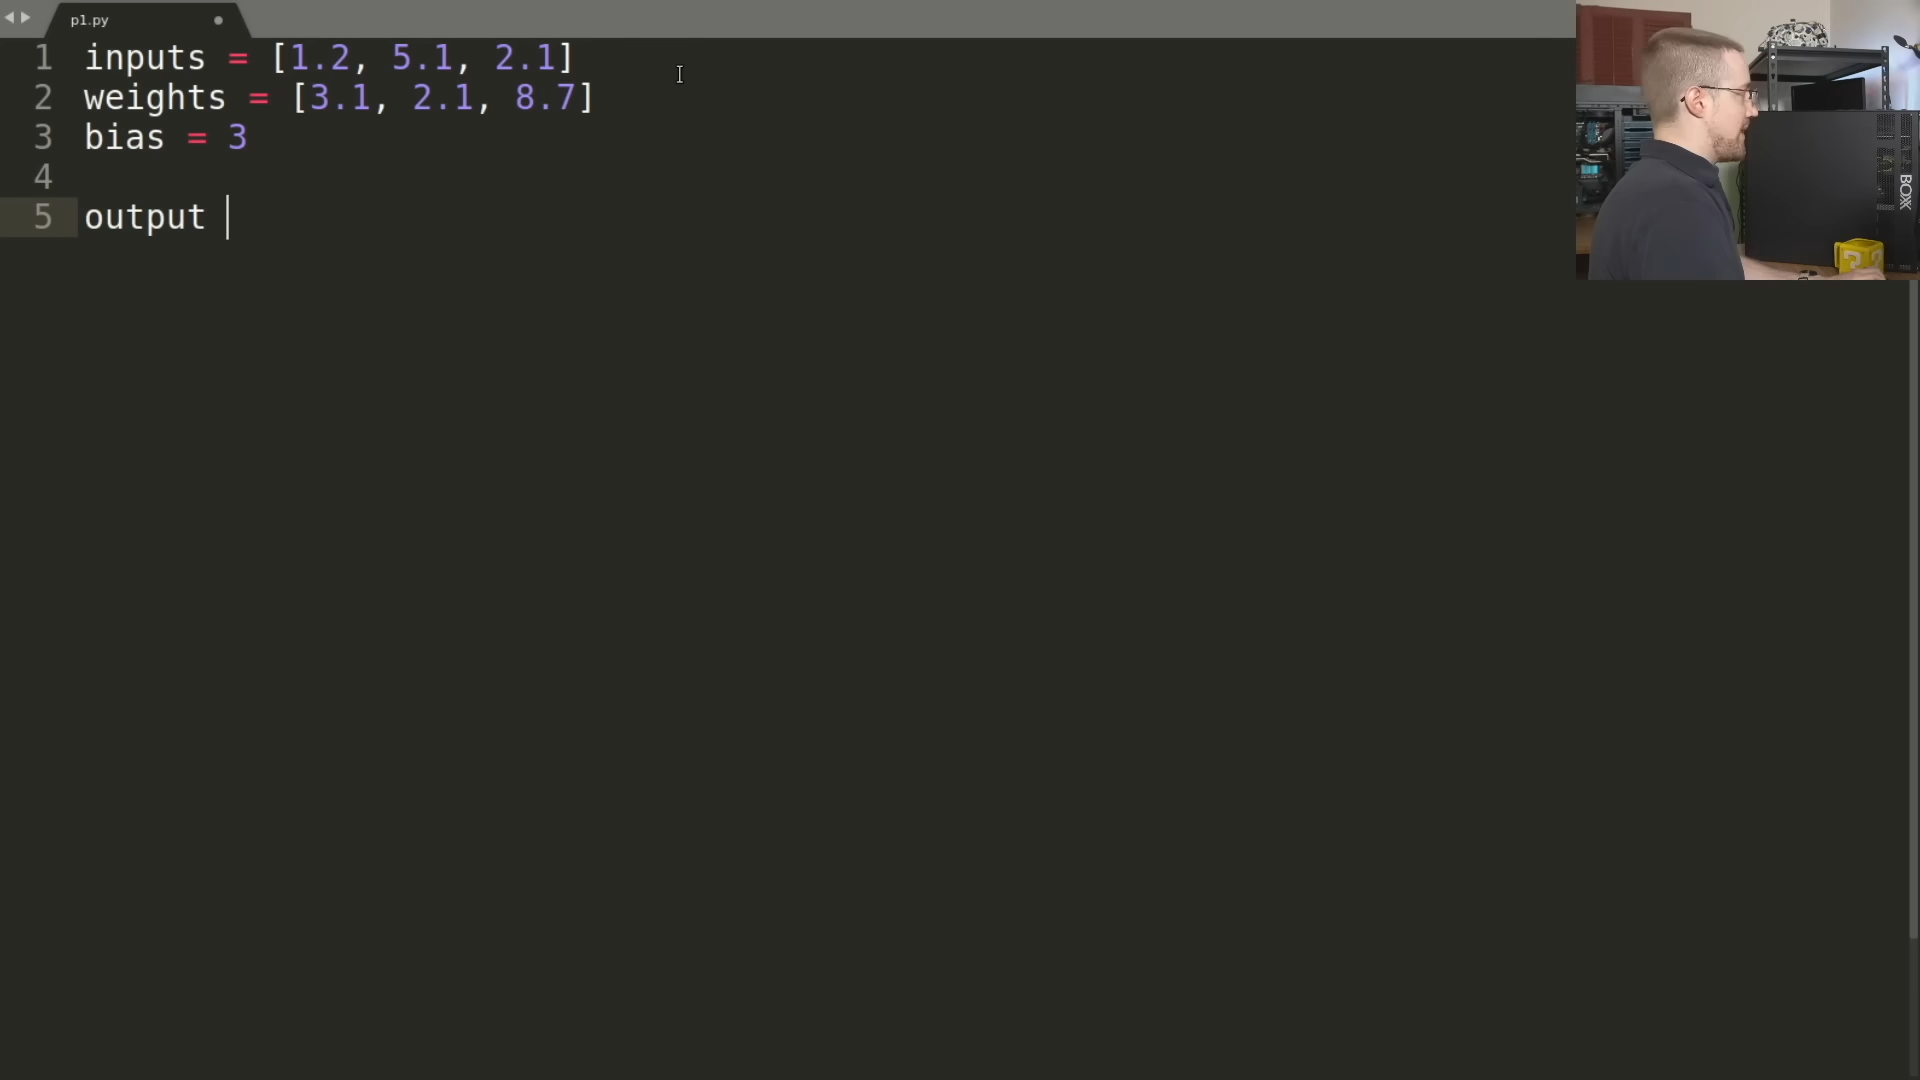 p1.py
1 inputs = [1.2, 5.1, 2.1]
2 weights = [3.1, 2.1, 8.7]
3 bias = 3
4
5 output
BOXX